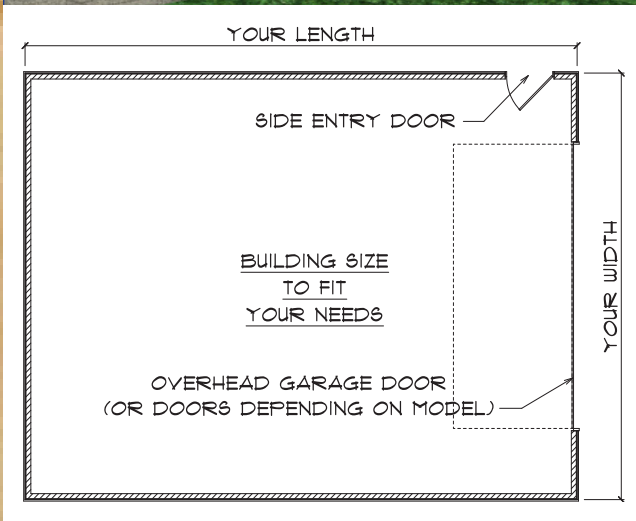 YOUR LENGTH
SIDE ENTRY DOOR
YOUR WIDTH
BUILDING SIZE
TO FIT
YOUR NEEDS
OVERHEAD GARAGE DOOR
(OR DOORS DEPENDING ON MODEL)